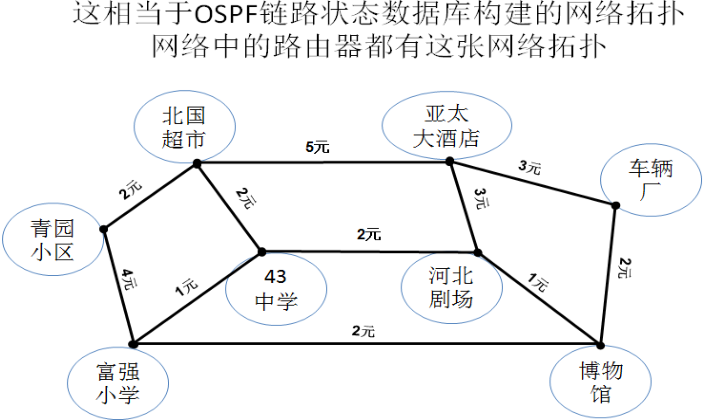 这相当于OSPF链路状态数据库构建的网络拓扑
网络中的路由器都有这张网络拓扑
北国
超市
亚太
大酒店
5元
3元
车辆
厂
2元
2元
3元
青园
小区
2元
4元
1元
43
中学
河北
剧场
1元
2元
2元
富强
小学
博物
馆